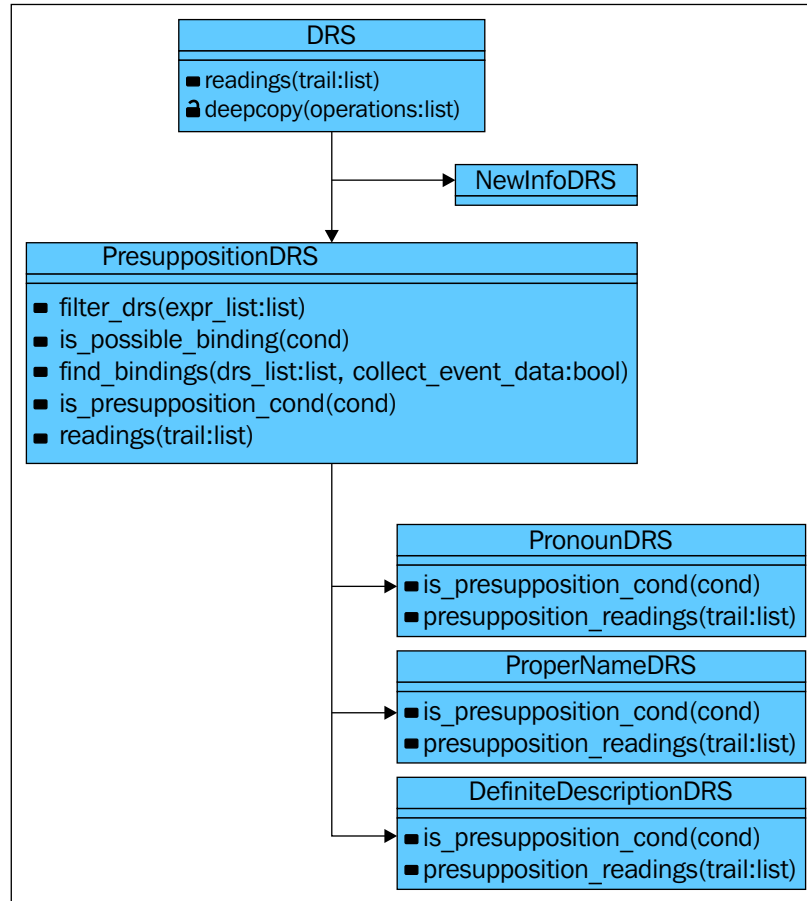 DRS
readings(trail:list)
deepcopy(operations:list)
NewInfoDRS
PresuppositionDRS
filter_drs(expr_list:list)
is_possible_binding(cond)
find_bindings(drs_list:list, collect_event_data:bool)
is_presupposition_cond(cond)
readings(trail:list)
PronounDRS
is_presupposition_cond(cond)
presupposition_readings(trail:list)
ProperNameDRS
is_presupposition_cond(cond)
presupposition_readings(trail:list)
DefiniteDescriptionDRS
is_presupposition_cond(cond)
presupposition_readings(trail:list)